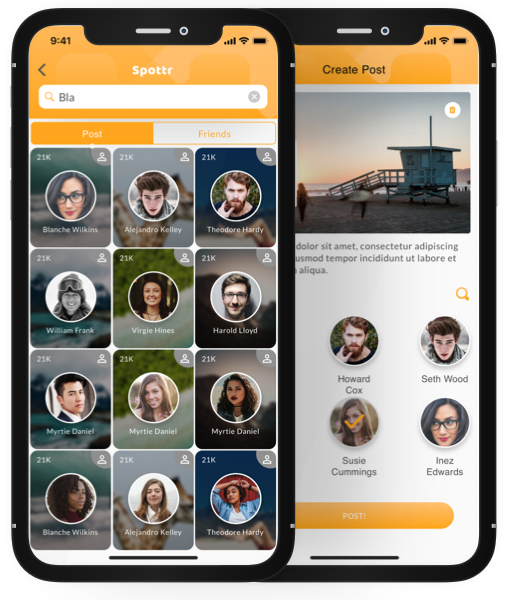 9:41
Spottr
Bla
Post
Friends
21K
21K
21K
Blanche Wilkins
Alejandro Kelley
Theodore Hardy
21K
21K
21K
William Frank
Virgie Hines
Harold Lloyd
21K
21K
21K
Myrtie Daniel
Myrtie Daniel
Myrtie Daniel
21K
21K
21K
Blanche Wilkins
Alejandro Kelley
Theodore Hardy
Create Post
dolor sit amet, consectetur adipiscing
usmod tempor incididunt ut labore et
aliqua.
Howard
Cox
Seth Wood
Susie
Cummings
Inez
Edwards
POST!